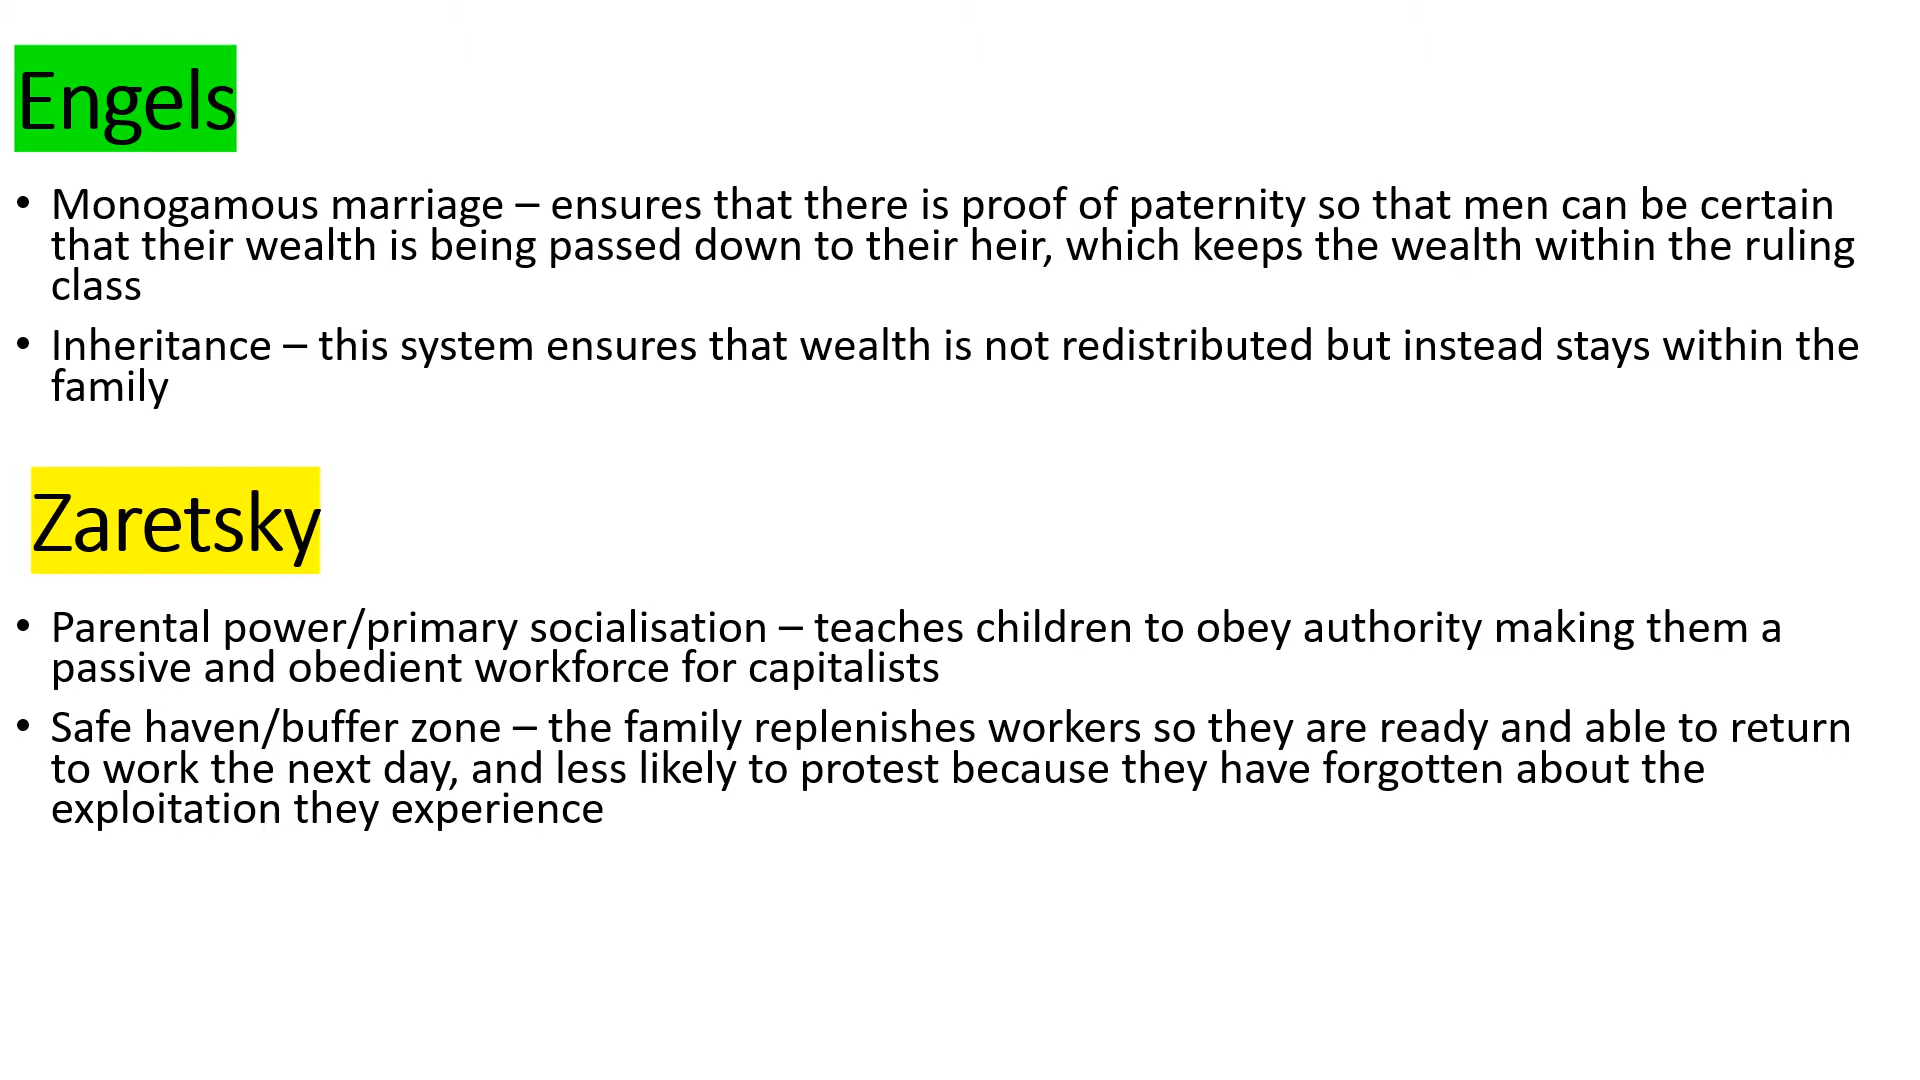 Engels
• Monogamous marriage – ensures that there is proof of paternity so that men can be certain
that their wealth is being passed down to their heir, which keeps the wealth within the ruling
class
• Inheritance – this system ensures that wealth is not redistributed but instead stays within the
family
Zaretsky
• Parental power/primary socialisation – teaches children to obey authority making them a
passive and obedient workforce for capitalists
• Safe haven/buffer zone – the family replenishes workers so they are ready and able to return
to work the next day, and less likely to protest because they have forgotten about the
exploitation they experience